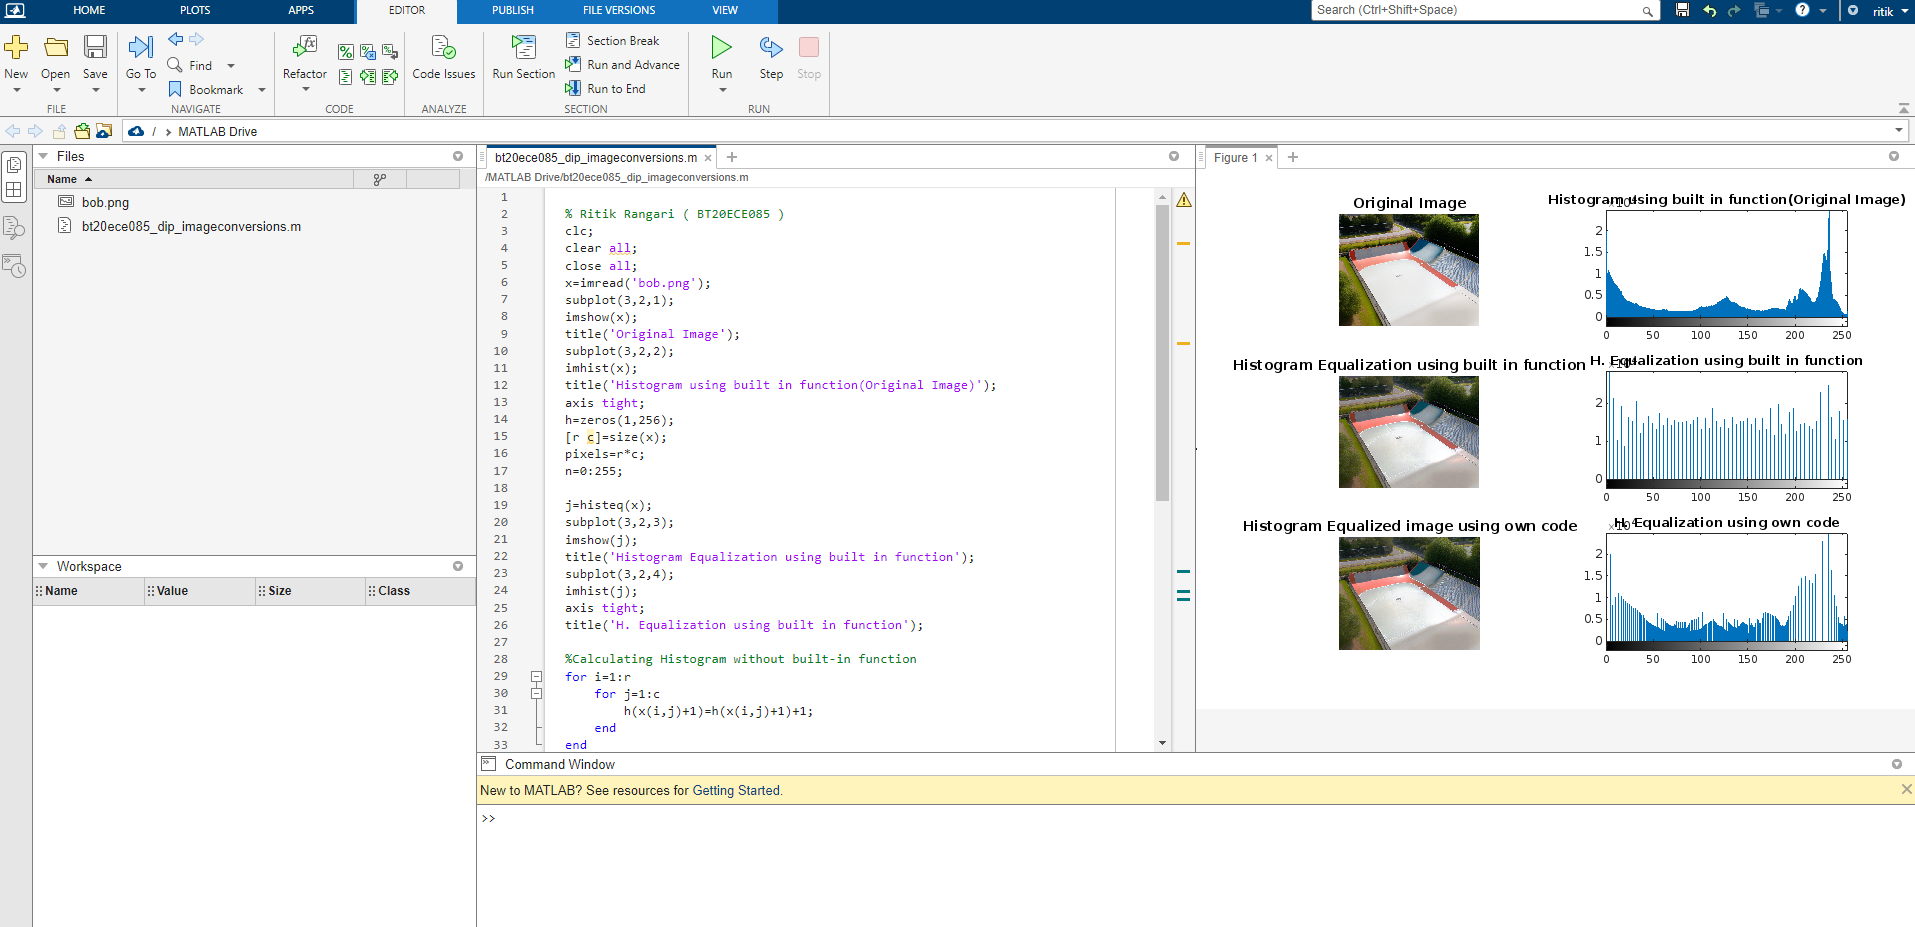 HOME PLOTS APPS EDITOR PUBLISH FILE VERSIONS VIEW Search (Ctrl+Shift+Space) ritik
New Open Save Go To Find Bookmark Refactor Code Issues Run Section Section Break Run and Advance Run to End Run Step Stop
FILE NAVIGATE CODE ANALYZE SECTION RUN
/ MATLAB Drive
Files
Name
bob.png
bt20ece085_dip_imageconversions.m
Workspace
Name Value Size Class
bt20ece085_dip_imageconversions.m
/MATLAB Drive/bt20ece085_dip_imageconversions.m
1
2 % Ritik Rangari ( BT20ECE085 )
3 clc;
4 clear all;
5 close all;
6 x=imread('bob.png');
7 subplot(3,2,1);
8 imshow(x);
9 title('Original Image');
10 subplot(3,2,2);
11 imhist(x);
12 title('Histogram using built in function(Original Image)');
13 axis tight;
14 h=zeros(1,256);
15 [r c]=size(x);
16 pixels=r*c;
17 n=0:255;
18
19 j=histeq(x);
20 subplot(3,2,3);
21 imshow(j);
22 title('Histogram Equalization using built in function');
23 subplot(3,2,4);
24 imhist(j);
25 axis tight;
26 title('H. Equalization using built in function');
27
28 %Calculating Histogram without built-in function
29 for i=1:r
30 for j=1:c
31 h(x(i,j)+1)=h(x(i,j)+1)+1;
32 end
33 end
Figure 1
Original Image
Histogram using built in function(Original Image)
2
1.5
1
0.5
0
0 50 100 150 200 250
Histogram Equalization using built in function
H. Equalization using built in function
2
1
0
0 50 100 150 200 250
Histogram Equalized image using own code
H. Equalization using own code
2
1.5
1
0.5
0
0 50 100 150 200 250
Command Window
New to MATLAB? See resources for Getting Started.
>>